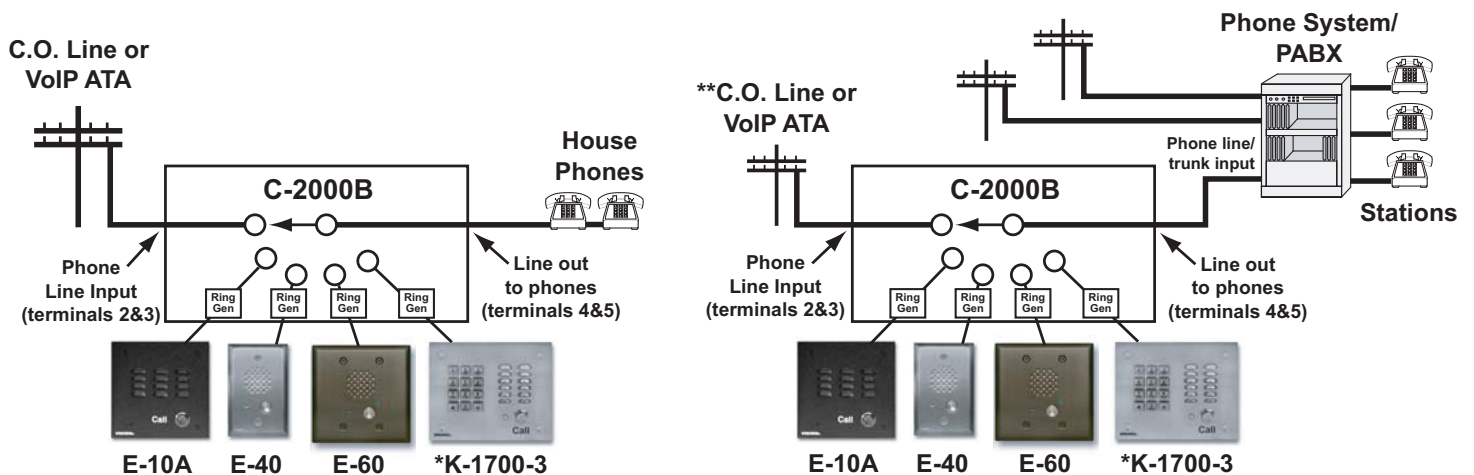 C.O. Line or
VoIP ATA
House
Phones
C-2000B
Phone
Line Input
(terminals 2&3)
Line out
to phones
(terminals 4&5)
Ring
Gen
Ring
Gen
Ring
Gen
Ring
Gen
Call
Call
E-10A
E-40
E-60
*K-1700-3
Phone System/
PABX
**C.O. Line or
VoIP ATA
Phone line/
trunk input
Stations
C-2000B
Phone
Line Input
(terminals 2&3)
Line out
to phones
(terminals 4&5)
Ring
Gen
Ring
Gen
Ring
Gen
Ring
Gen
Call
Call
E-10A
E-40
E-60
*K-1700-3